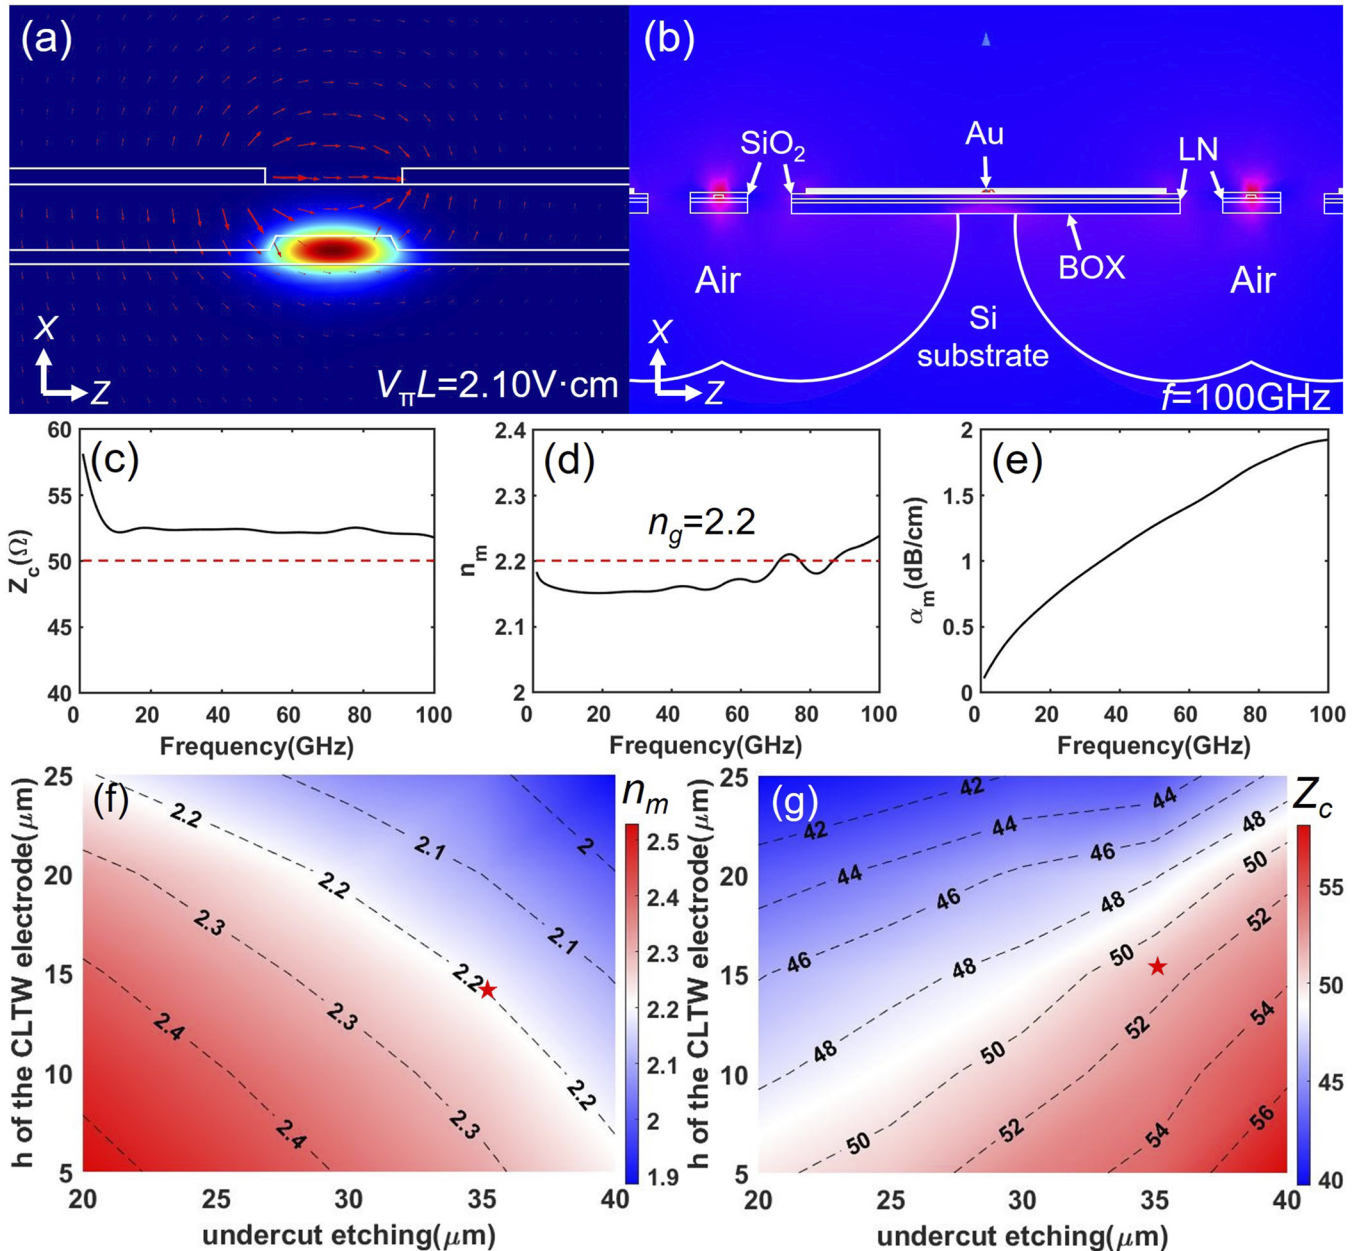 (a)
X
Z
VπL=2.10V·cm
(b)
SiO2
Au
LN
BOX
Air
Air
Si
substrate
X
Z
f=100GHz
(c)
Zc(Ω)
60
55
50
45
40
0 20 40 60 80 100
Frequency(GHz)
(d)
ng=2.2
nm
2.4
2.3
2.2
2.1
2
0 20 40 60 80 100
Frequency(GHz)
(e)
αm(dB/cm)
2
1.5
1
0.5
0
0 20 40 60 80 100
Frequency(GHz)
(f)
h of the CLTW electrode(μm)
25
20
15
10
5
20 25 30 35 40
undercut etching(μm)
2.2
2.1
2
2.2
2.3
2.1
2.2
2.4
2.3
2.2
2.4
2.3
nm
2.5
2.4
2.3
2.2
2.1
2
1.9
(g)
h of the CLTW electrode(μm)
25
20
15
10
5
20 25 30 35 40
undercut etching(μm)
42
44
42
44
48
46
44
50
46
48
52
46
48
50
52
54
48
50
56
50
52
54
Zc
55
50
45
40